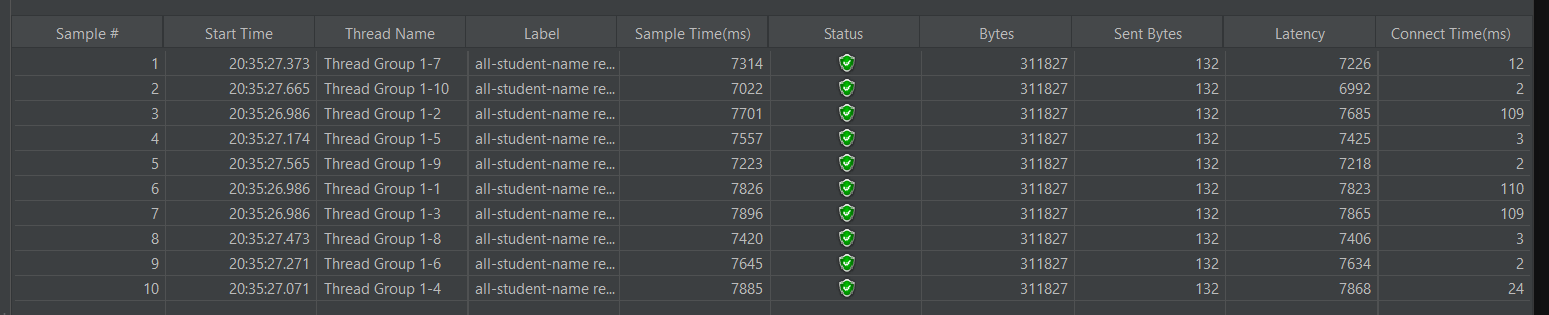 Sample # Start Time Thread Name Label Sample Time(ms) Status Bytes Sent Bytes Latency Connect Time(ms)
1 20:35:27.373 Thread Group 1-7 all-student-name re... 7314 311827 132 7226 12
2 20:35:27.665 Thread Group 1-10 all-student-name re... 7022 311827 132 6992 2
3 20:35:26.986 Thread Group 1-2 all-student-name re... 7701 311827 132 7685 109
4 20:35:27.174 Thread Group 1-5 all-student-name re... 7557 311827 132 7425 3
5 20:35:27.565 Thread Group 1-9 all-student-name re... 7223 311827 132 7218 2
6 20:35:26.986 Thread Group 1-1 all-student-name re... 7826 311827 132 7823 110
7 20:35:26.986 Thread Group 1-3 all-student-name re... 7896 311827 132 7865 109
8 20:35:27.473 Thread Group 1-8 all-student-name re... 7420 311827 132 7406 3
9 20:35:27.271 Thread Group 1-6 all-student-name re... 7645 311827 132 7634 2
10 20:35:27.071 Thread Group 1-4 all-student-name re... 7885 311827 132 7868 24